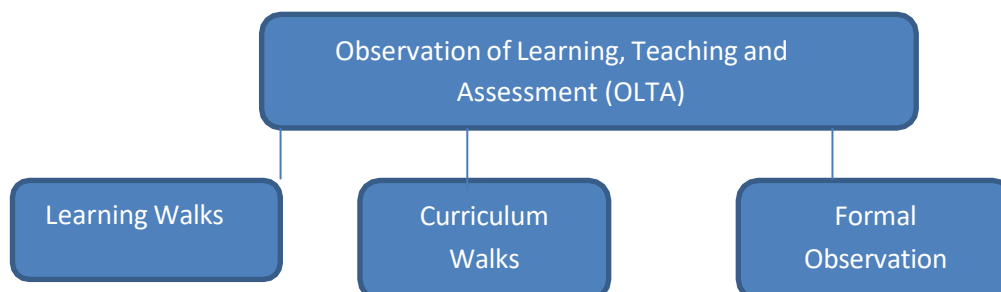 Observation of Learning, Teaching and
Assessment (OLTA)
Learning Walks
Curriculum
Walks
Formal
Observation